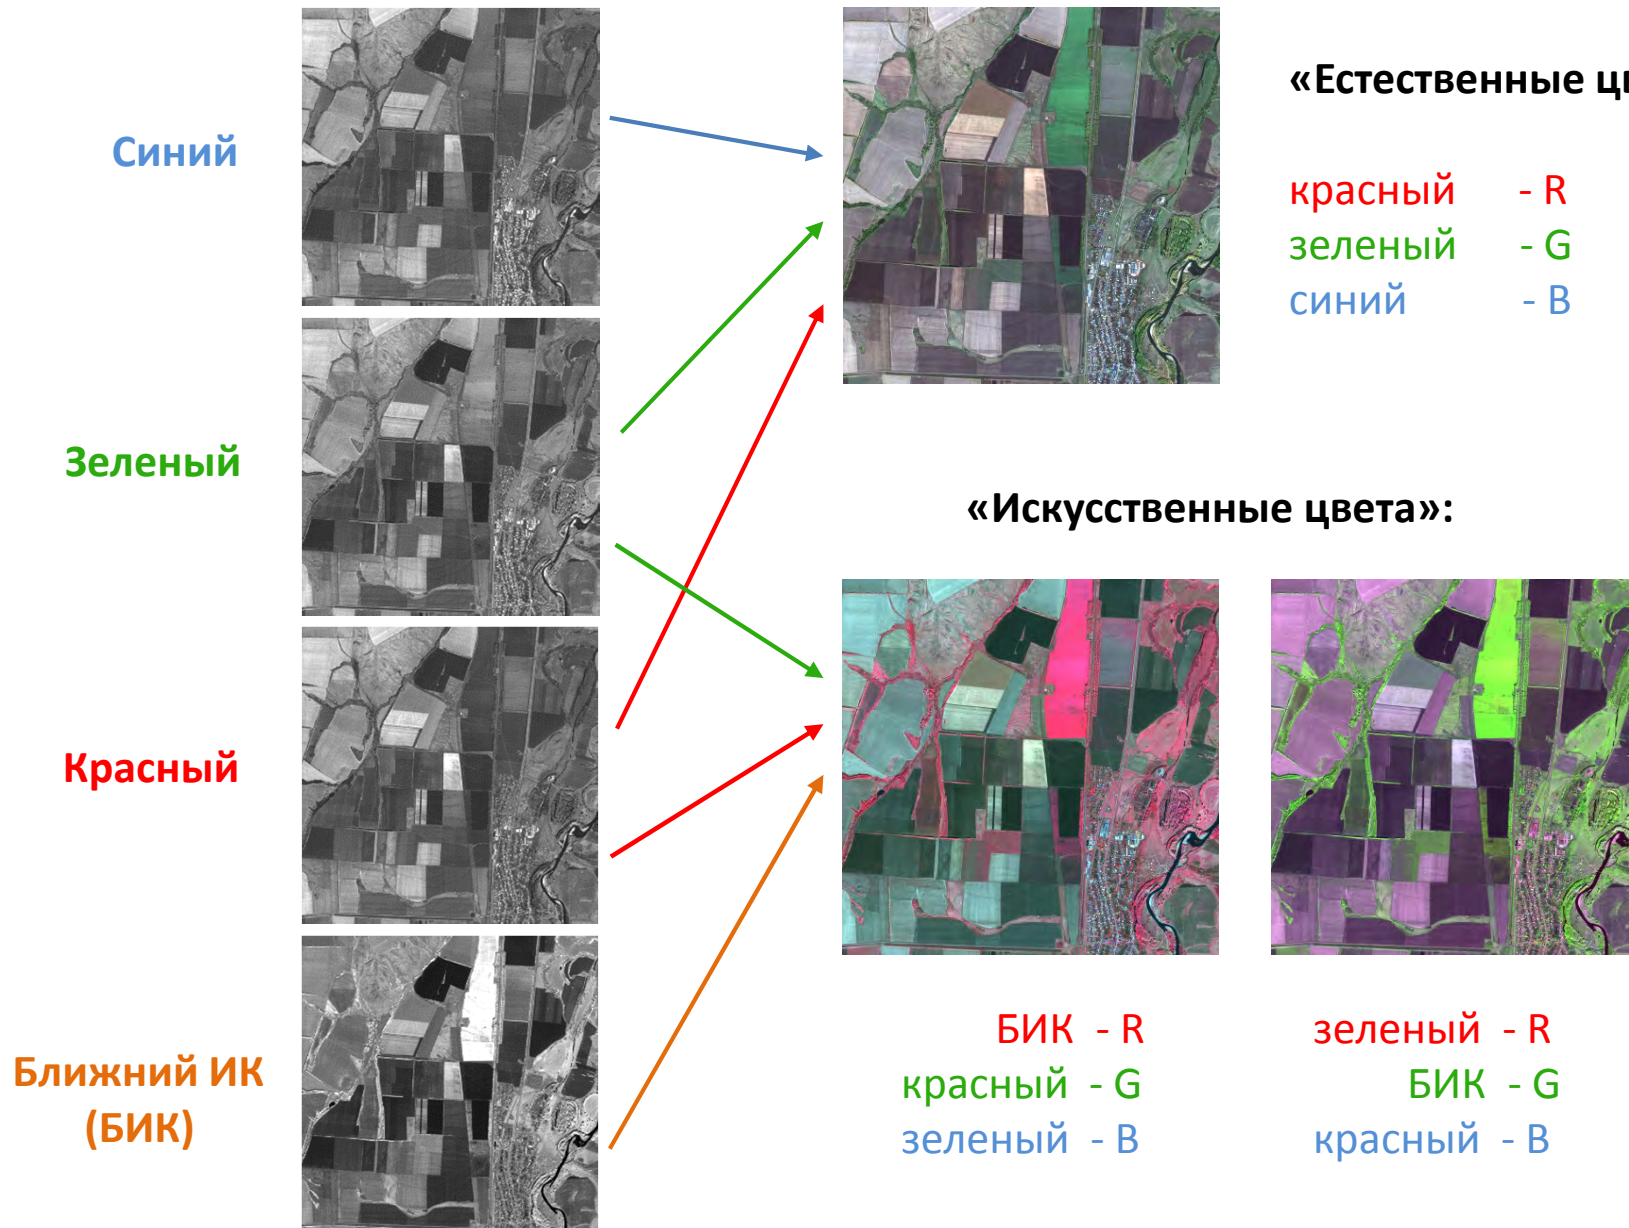 Синий
Зеленый
Красный
Ближний ИК
(БИК)
«Естественные
красный - R
зеленый - G
синий - B
«Искусственные цвета»:
БИК - R
красный - G
зеленый - B
зеленый - R
БИК - G
красный - B